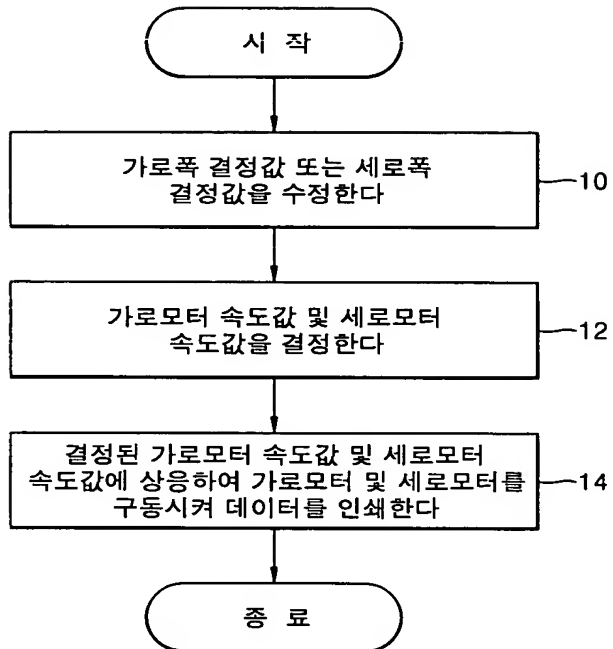 시 작
가로폭 결정값 또는 세로폭
결정값을 수정한다
10
가로모터 속도값 및 세로모터
속도값을 결정한다
12
결정된 가로모터 속도값 및 세로모터
속도값에 상응하여 가로모터 및 세로모터를
구동시켜 데이터를 인쇄한다
14
종 료